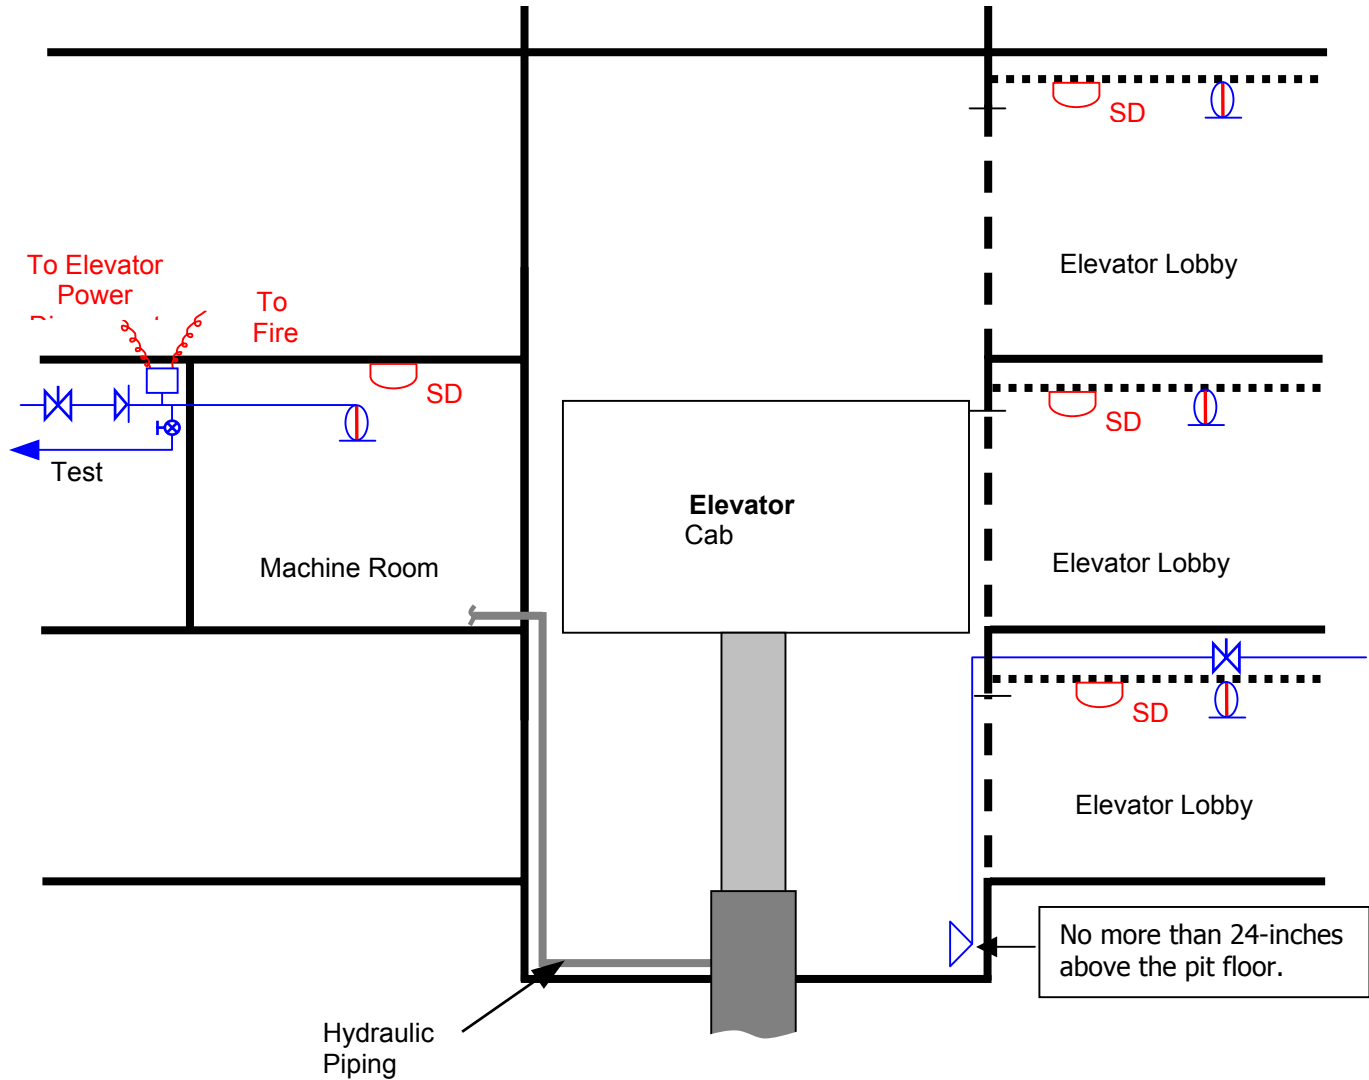 SD
Elevator Lobby
To Elevator
Power
To
Fire
SD
SD
Test
Elevator
Cab
Machine Room
Elevator Lobby
SD
Elevator Lobby
No more than 24-inches
above the pit floor.
Hydraulic
Piping